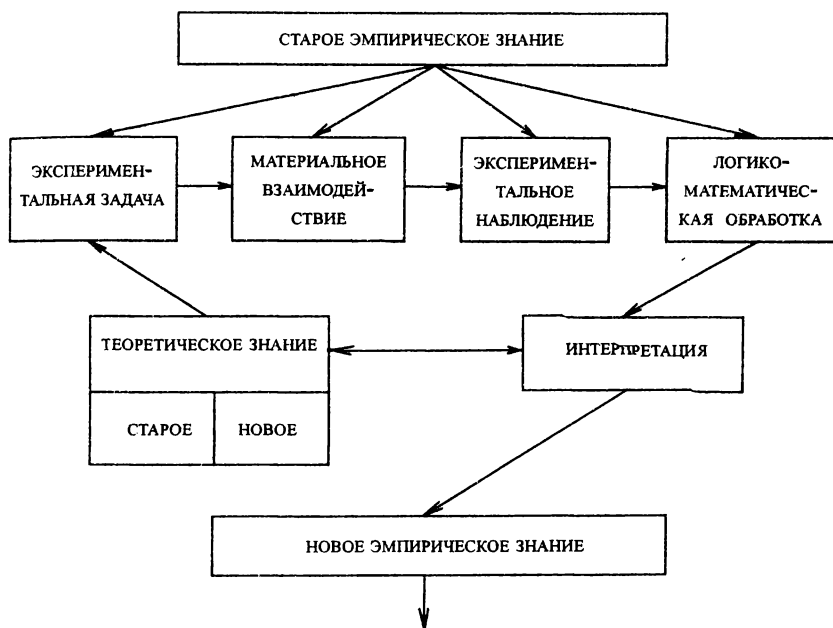 СТАРОЕ ЭМПИРИЧЕСКОЕ ЗНАНИЕ
ЭКСПЕРИМЕН-
ТАЛЬНАЯ ЗАДАЧА
МАТЕРИАЛЬНОЕ
ВЗАИМОДЕЙ-
СТВИЕ
ЭКСПЕРИМЕН-
ТАЛЬНОЕ
НАБЛЮДЕНИЕ
ЛОГИКО-
МАТЕМАТИЧЕС-
КАЯ ОБРАБОТКА
ТЕОРЕТИЧЕСКОЕ ЗНАНИЕ
СТАРОЕ
НОВОЕ
ИНТЕРПРЕТАЦИЯ
НОВОЕ ЭМПИРИЧЕСКОЕ ЗНАНИЕ